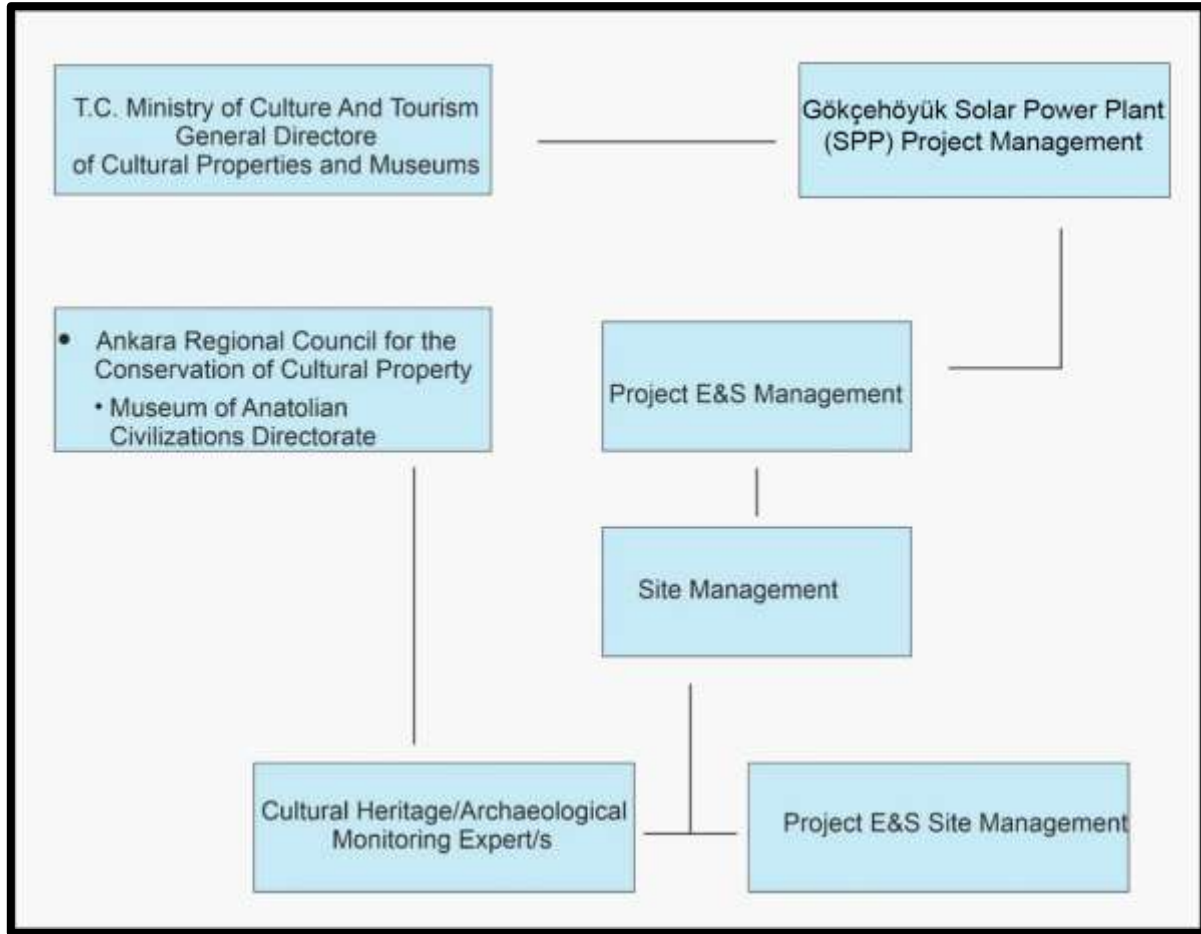 T.C. Ministry of Culture And Tourism
General Directore
of Cultural Properties and Museums
Gökçehöyük Solar Power Plant
(SPP) Project Management
• Ankara Regional Council for the
Conservation of Cultural Property
• Museum of Anatolian
Civilizations Directorate
Project E&S Management
Site Management
Cultural Heritage/Archaeological
Monitoring Expert/s
Project E&S Site Management